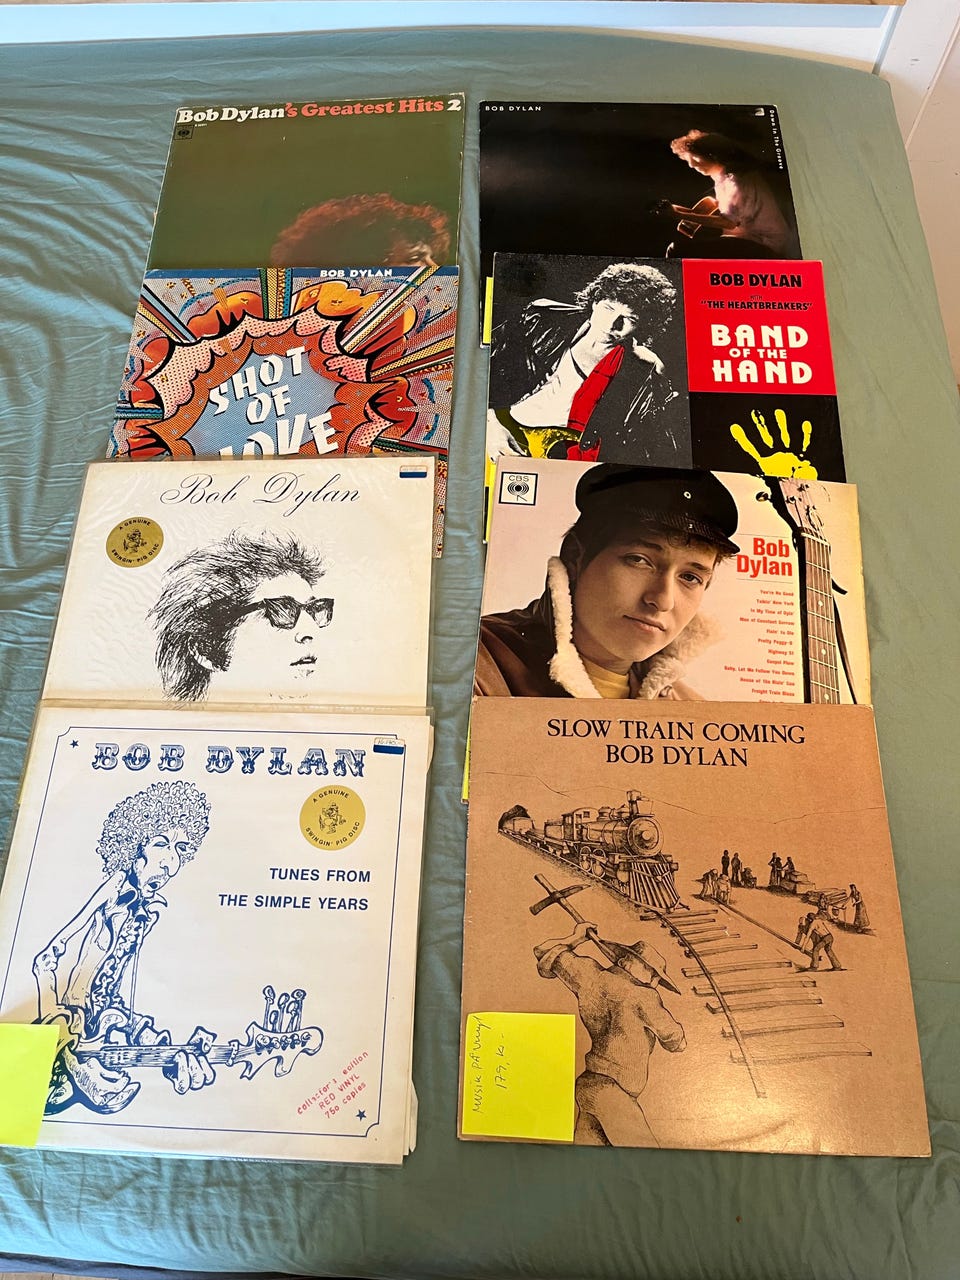 Bob Dylan's Greatest Hits 2
BOB DYLAN
Down In The Groove
BOB DYLAN
SHOT
OF
LOVE
BOB DYLAN
WITH
"THE HEARTBREAKERS"
BAND
OF THE
HAND
Bob Dylan
A GENUINE
SWINGIN' PIG DISC
CBS
Bob
Dylan
You're No Good
Talkin' New York
In My Time of Dyin'
Man of Constant Sorrow
Fixin' to Die
Pretty Peggy-O
Highway 51
Gospel Plow
Baby, Let Me Follow You Down
House of the Risin' Sun
Freight Train Blues
BOB DYLAN
A GENUINE
SWINGIN' PIG DISC
TUNES FROM
THE SIMPLE YEARS
collector's edition
RED VINYL
750 copies
SLOW TRAIN COMING
BOB DYLAN
MUSIK PÅ Vinyl
179, kr